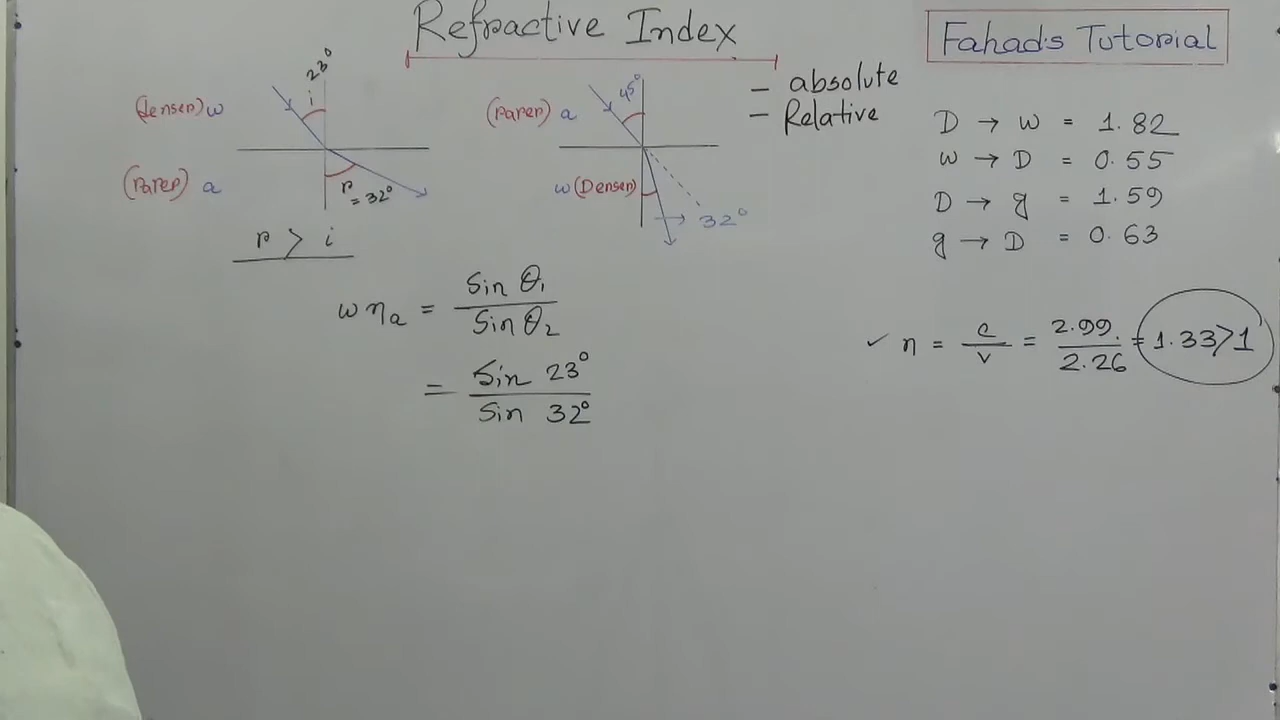 Refractive Index
Fahad's Tutorial
- absolute
- Relative
23°
i
(denser) w
(rarer) a
r
= 32°
r > i
45°
(rarer) a
w (Denser)
32°
D → w = 1.82
w → D = 0.55
D → g = 1.59
g → D = 0.63
wηa = Sin θ1 / Sin θ2
= Sin 23° / Sin 32°
✓ η = c / v = 2.99 / 2.26 = 1.33 > 1